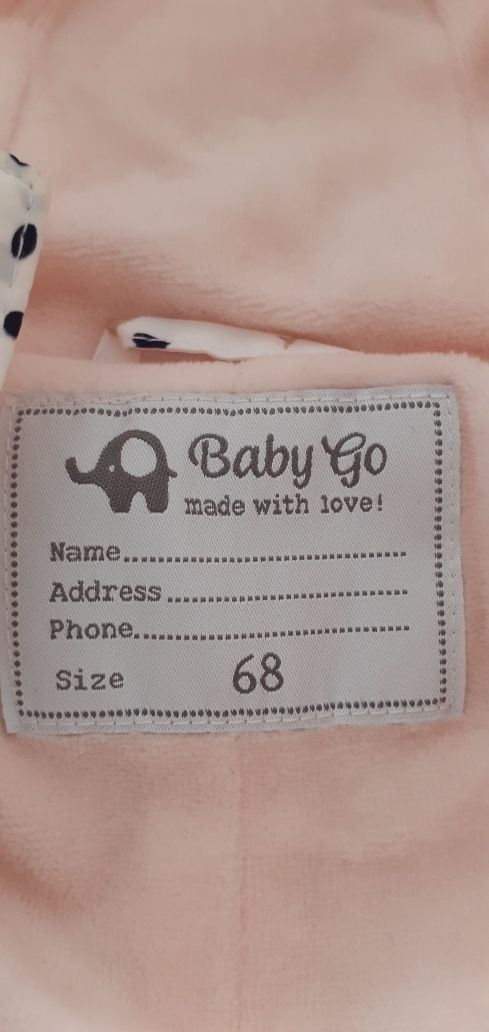 Baby Go
made with love!
Name................................................
Address........................................
Phone..............................................
Size 68